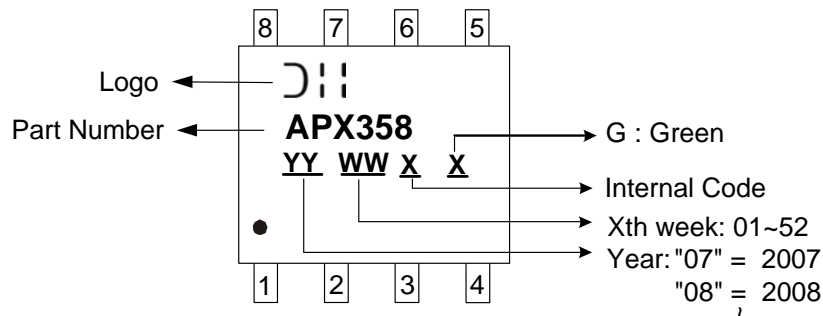 8 7 6 5
Logo
Part Number
APX358
YY WW X X
G : Green
Internal Code
Xth week: 01~52
Year: "07" = 2007
"08" = 2008
~
1 2 3 4